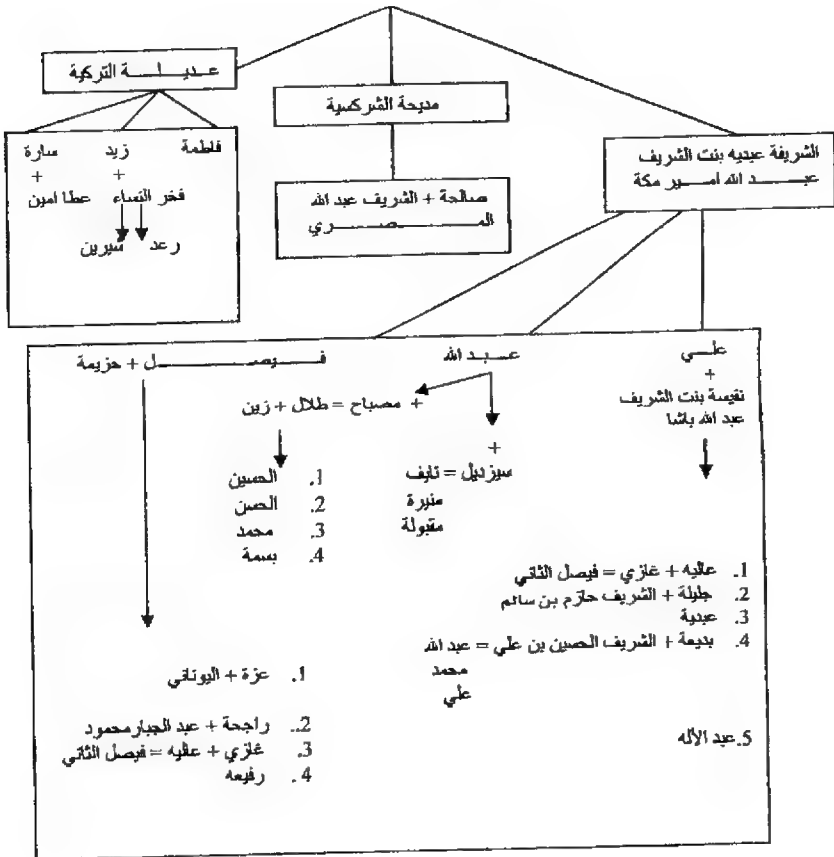 عديلة التركية
مديحة الشركسية
الشريفة عبديه بنت الشريف
عبد الله امير مكة
صالحة + الشريف عبد الله
المصري
فاطمة زيد سارة
+ +
فخر النساء عطا امين
رعد شيرين
علي
+
نفيسة بنت الشريف
عبد الله باشا
عبد الله
فيصل + حزيمة
+ مصباح = طلال + زين
1. الحسين
2. الحسن
3. محمد
4. بسمة
+
سيزديل = نايف
منيرة
مقبولة
1. عاليه + غازي = فيصل الثاني
2. جليلة + الشريف حازم بن سالم
3. عبدية
4. بديعة + الشريف الحسين بن علي = عبد الله
محمد
علي
5. عبد الأله
1. عزة + اليوناني
2.. راجحة + عبد الجبار محمود
3. غازي + عاليه = فيصل الثاني
4. رفيعه